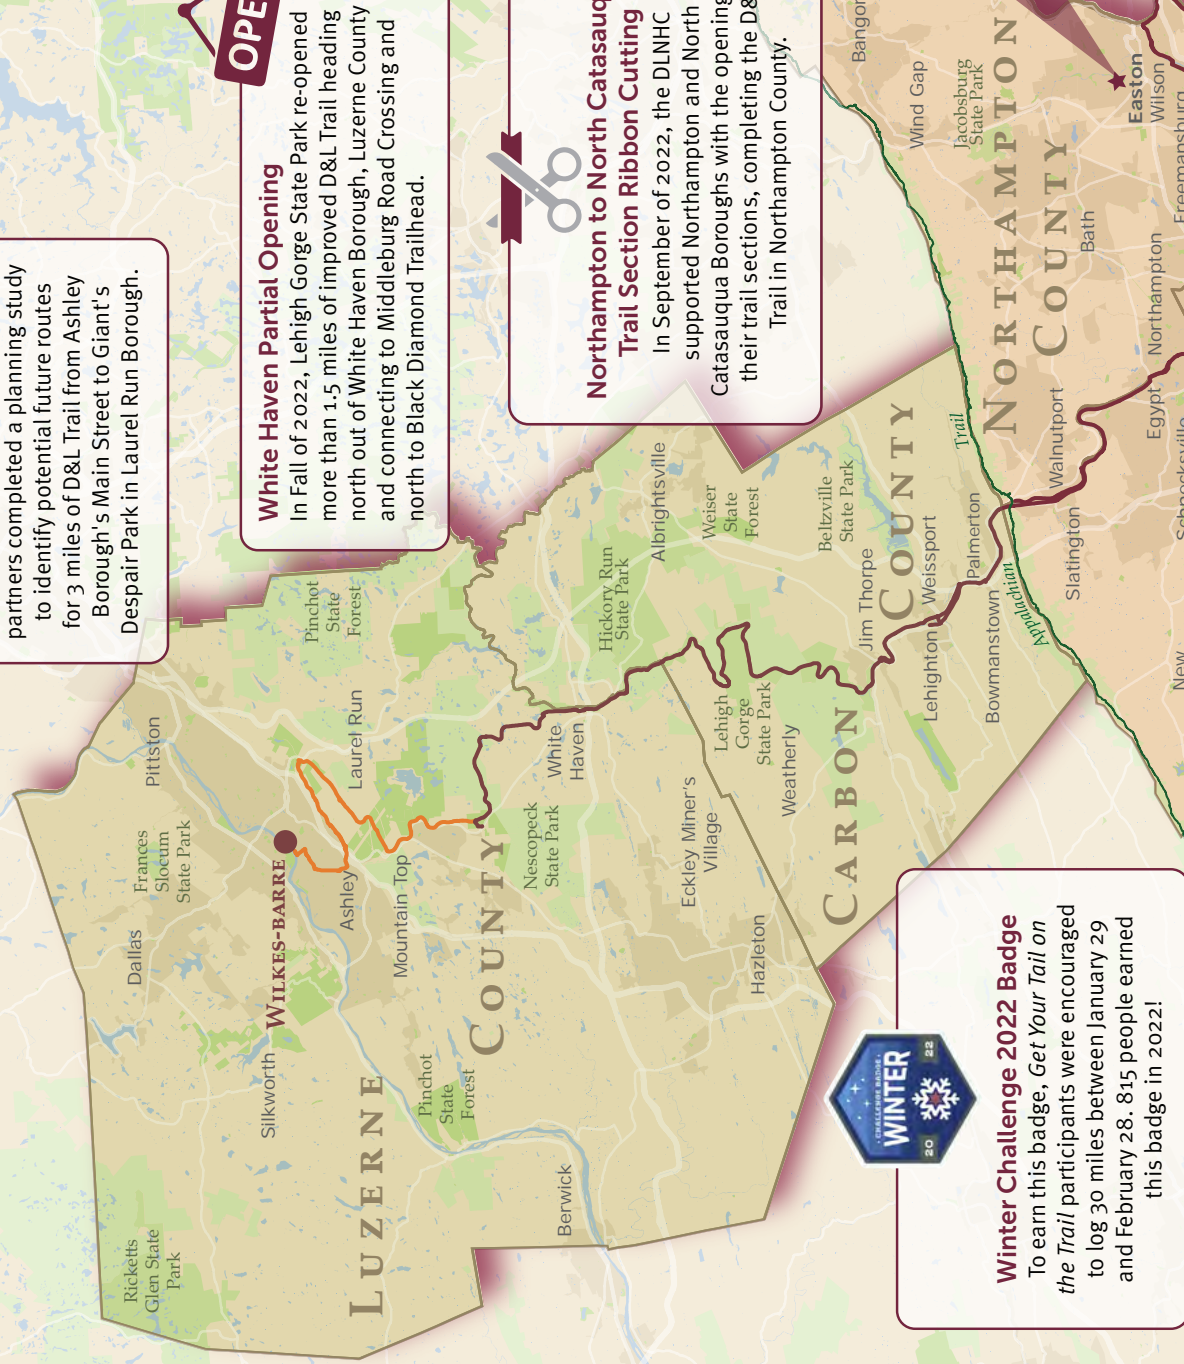 partners completed a planning study
to identify potential future routes
for 3 miles of D&L Trail from Ashley
Borough's Main Street to Giant's
Despair Park in Laurel Run Borough.
OPE
White Haven Partial Opening
In Fall of 2022, Lehigh Gorge State Park re-opened
more than 1.5 miles of improved D&L Trail heading
north out of White Haven Borough, Luzerne County
and connecting to Middleburg Road Crossing and
north to Black Diamond Trailhead.
Northampton to North Catasauq
Trail Section Ribbon Cutting
In September of 2022, the DLNHC
supported Northampton and North
Catasauqua Boroughs with the opening
their trail sections, completing the D&
Trail in Northampton County.
Ricketts
Glen State
Park
Dallas
Frances
Slocum
State Park
Pittston
Silkworth
WILKES-BARRE
Ashley
Laurel Run
Pinchot
State
Forest
LUZERNE
COUNTY
Mountain Top
Pinchot
State
Forest
Berwick
Nescopeck
State Park
White
Haven
Hickory Run
State Park
Albrightsville
Eckley Miner's
Village
Hazleton
Lehigh
Gorge
State Park
Weatherly
Weiser
State
Forest
Beltzville
State Park
CARBON
COUNTY
Jim Thorpe
Weissport
Lehighton
Palmerton
Bowmanstown
Appalachian
Trail
Slatington
Walnutport
Bangor
Wind Gap
Jacobsburg
State Park
NORTHAMPTON
COUNTY
Bath
Easton
Wilson
Freemansburg
Northampton
Egypt
Schnecksville
New
CHALLENGE BADGE
WINTER
20
22
Winter Challenge 2022 Badge
To earn this badge, Get Your Tail on
the Trail participants were encouraged
to log 30 miles between January 29
and February 28. 815 people earned
this badge in 2022!